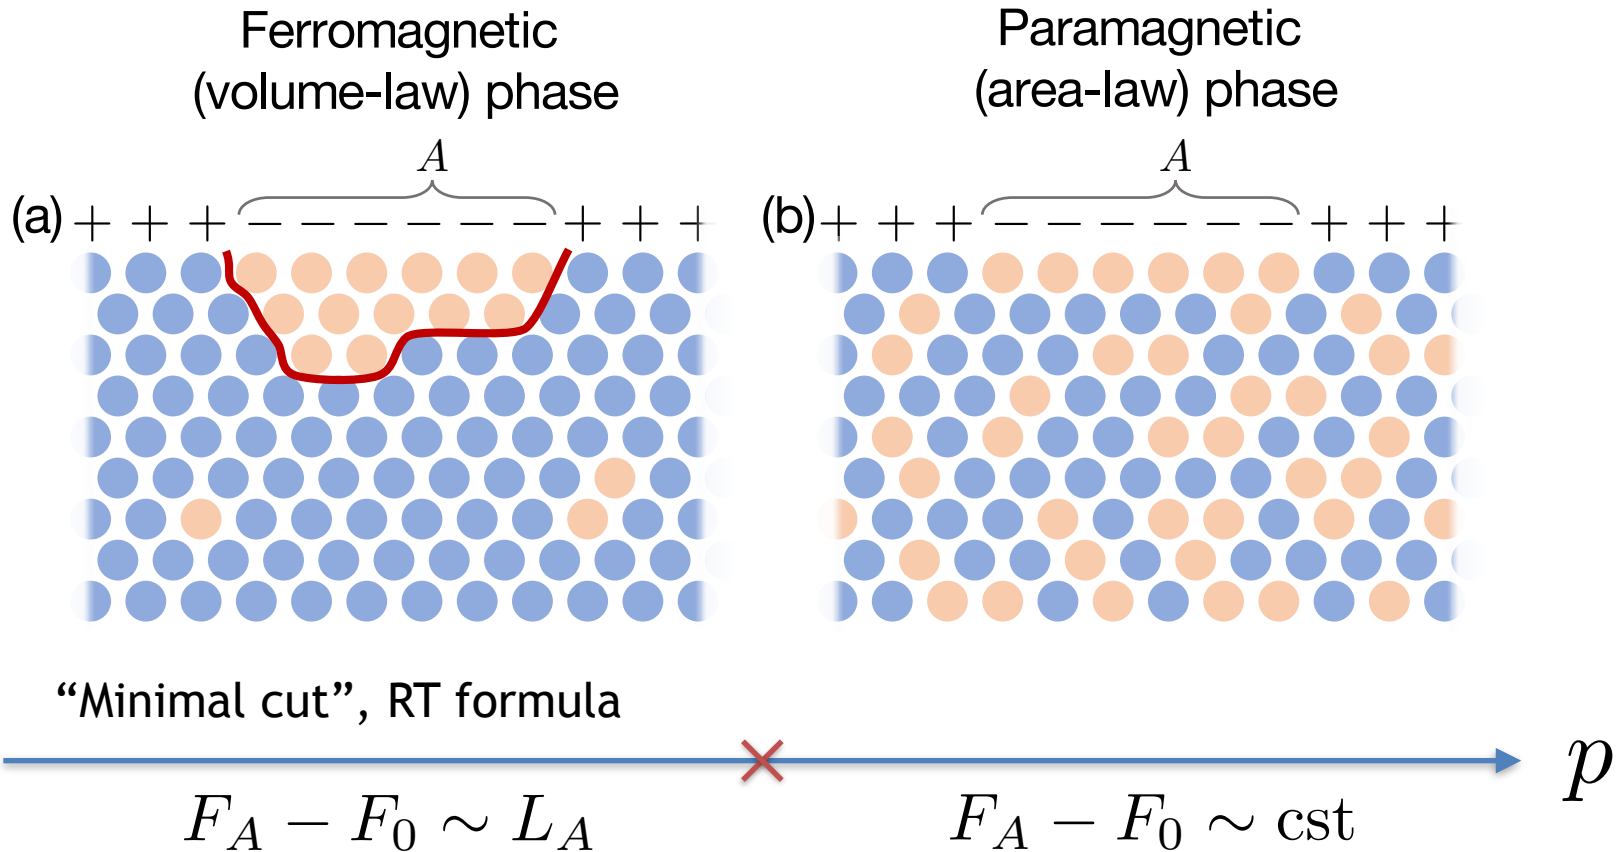 Ferromagnetic
(volume-law) phase
A
(a) + + + − − − − − − + + +
Paramagnetic
(area-law) phase
A
(b) + + + − − − − − − + + +
“Minimal cut”, RT formula
p
F_A − F_0 ∼ L_A
F_A − F_0 ∼ cst